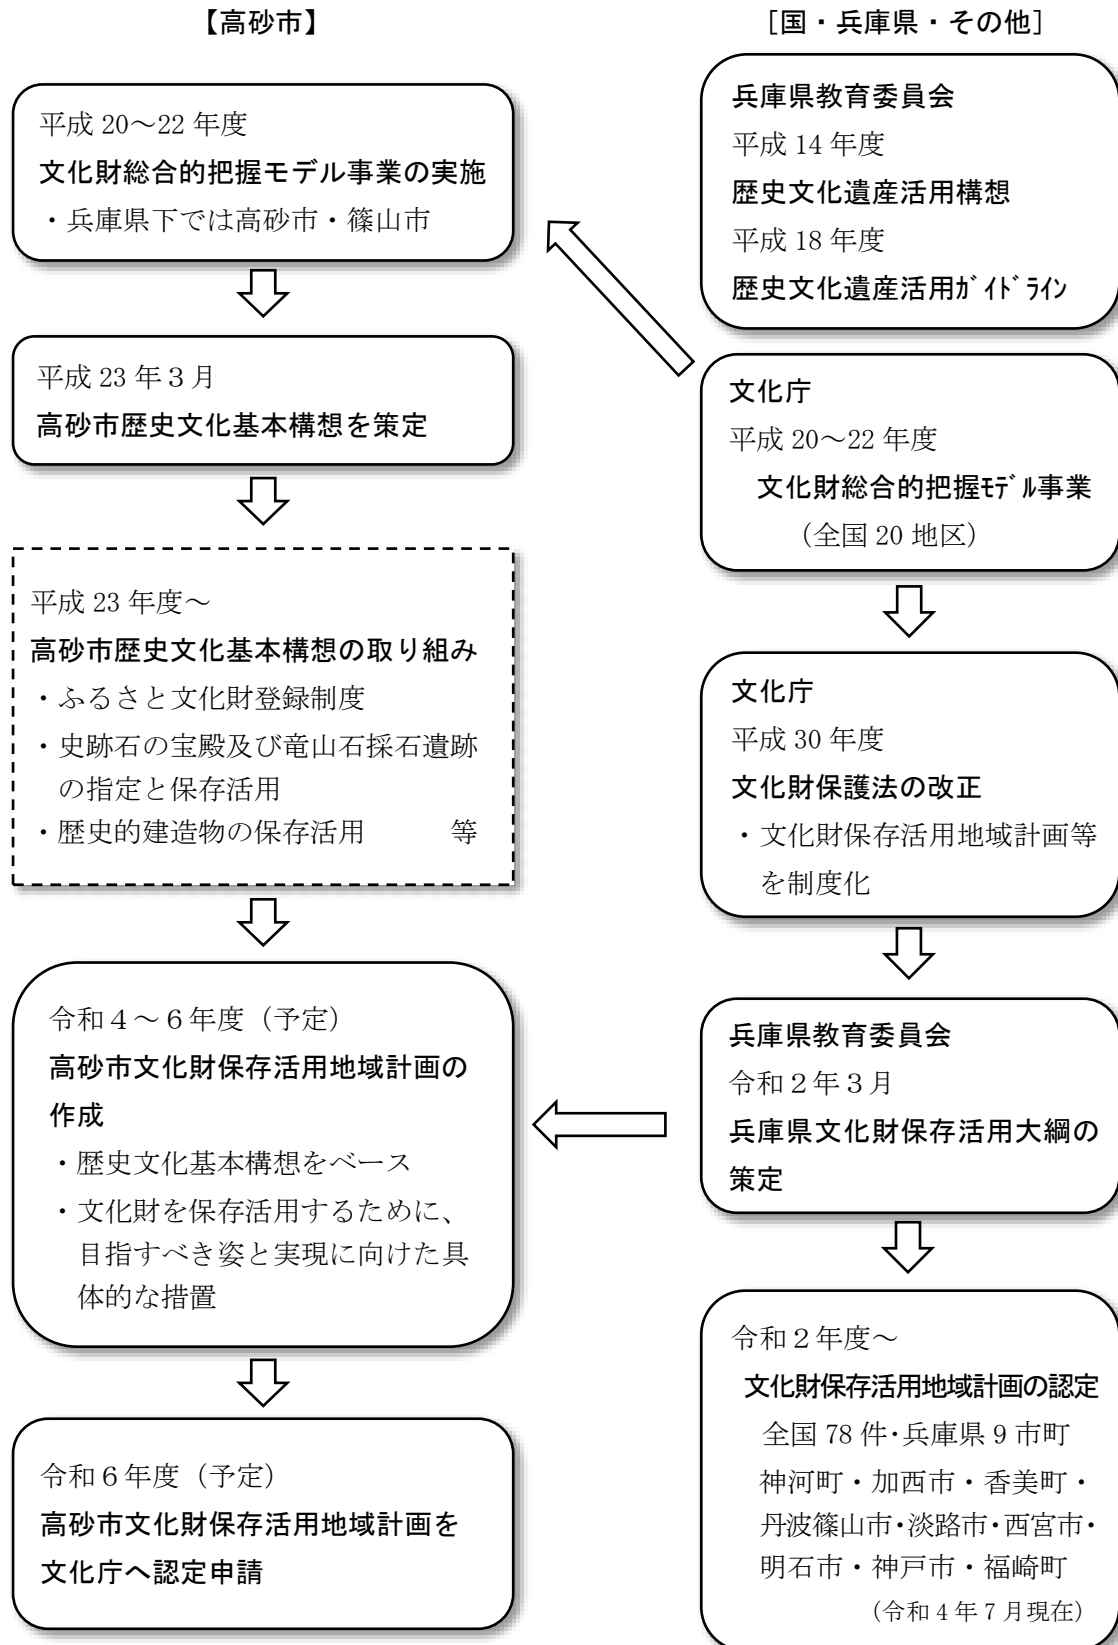 【高砂市】
平成 20～22 年度
文化財総合的把握モデル事業の実施
・兵庫県下では高砂市・篠山市
平成 23 年３月
高砂市歴史文化基本構想を策定
平成 23 年度～
高砂市歴史文化基本構想の取り組み
・ふるさと文化財登録制度
・史跡石の宝殿及び竜山石採石遺跡
の指定と保存活用
・歴史的建造物の保存活用　　等
令和４～６年度（予定）
高砂市文化財保存活用地域計画の
作成
・歴史文化基本構想をベース
・文化財を保存活用するために、
目指すべき姿と実現に向けた具
体的な措置
令和６年度（予定）
高砂市文化財保存活用地域計画を
文化庁へ認定申請
［国・兵庫県・その他］
兵庫県教育委員会
平成 14 年度
歴史文化遺産活用構想
平成 18 年度
歴史文化遺産活用ｶﾞｲﾄﾞﾗｲﾝ
文化庁
平成 20～22 年度
文化財総合的把握ﾓﾃﾞﾙ事業
（全国 20 地区）
文化庁
平成 30 年度
文化財保護法の改正
・文化財保存活用地域計画等
を制度化
兵庫県教育委員会
令和２年３月
兵庫県文化財保存活用大綱の
策定
令和２年度～
文化財保存活用地域計画の認定
全国 78 件・兵庫県 9 市町
神河町・加西市・香美町・
丹波篠山市・淡路市・西宮市・
明石市・神戸市・福崎町
（令和４年７月現在）